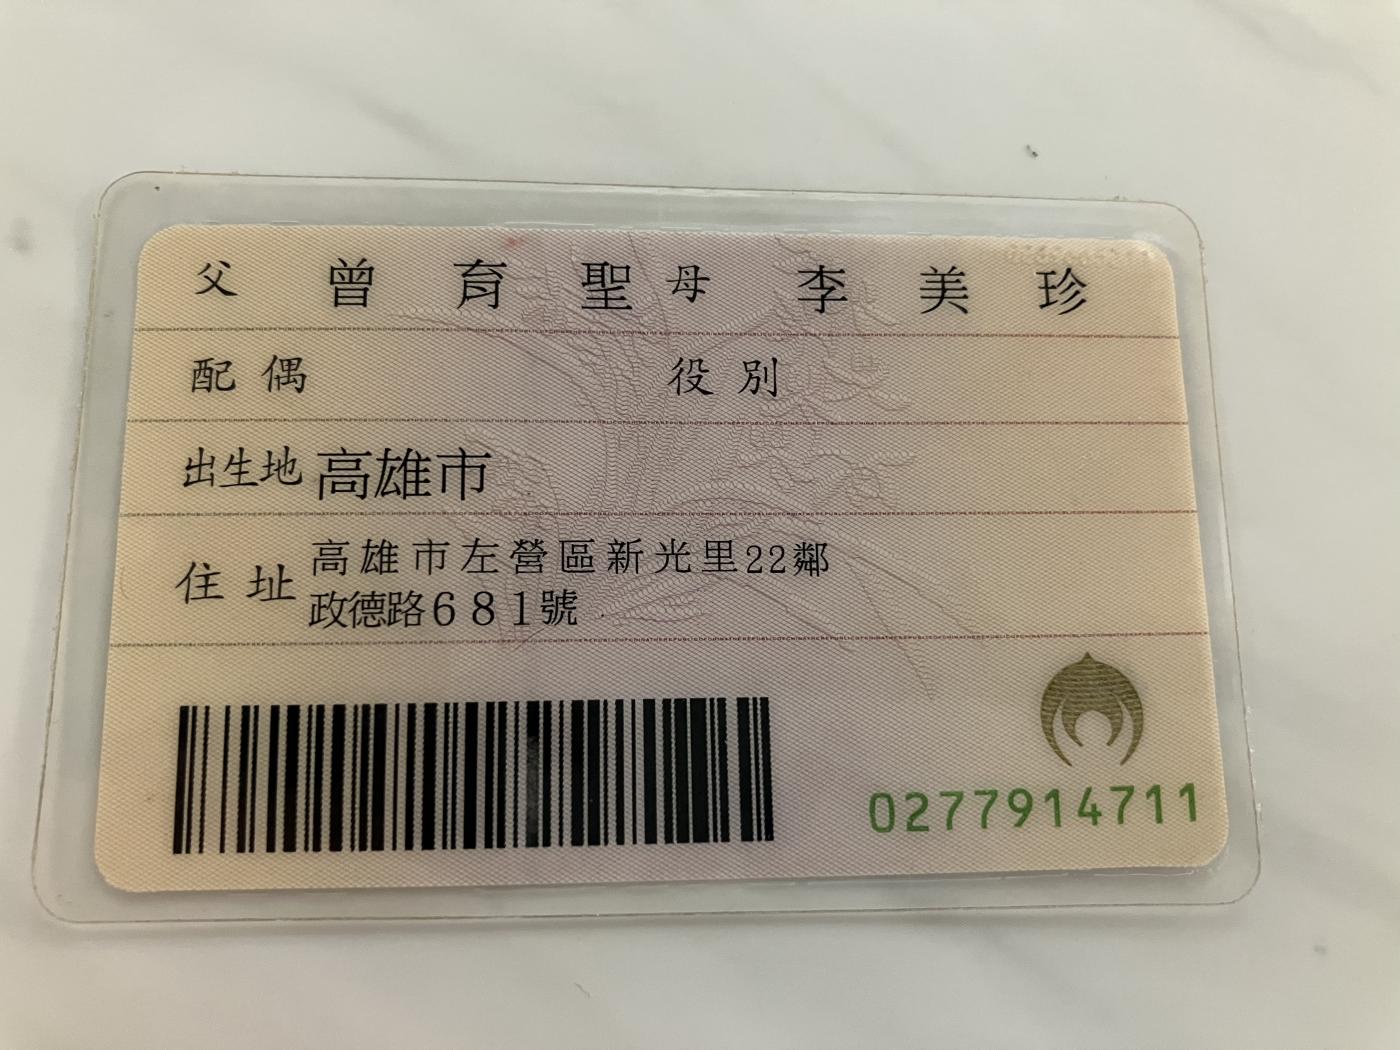 父 曾育聖 母 李美珍
配偶 役別
出生地 高雄市
住址 高雄市左營區新光里22鄰
政德路681號
0277914711